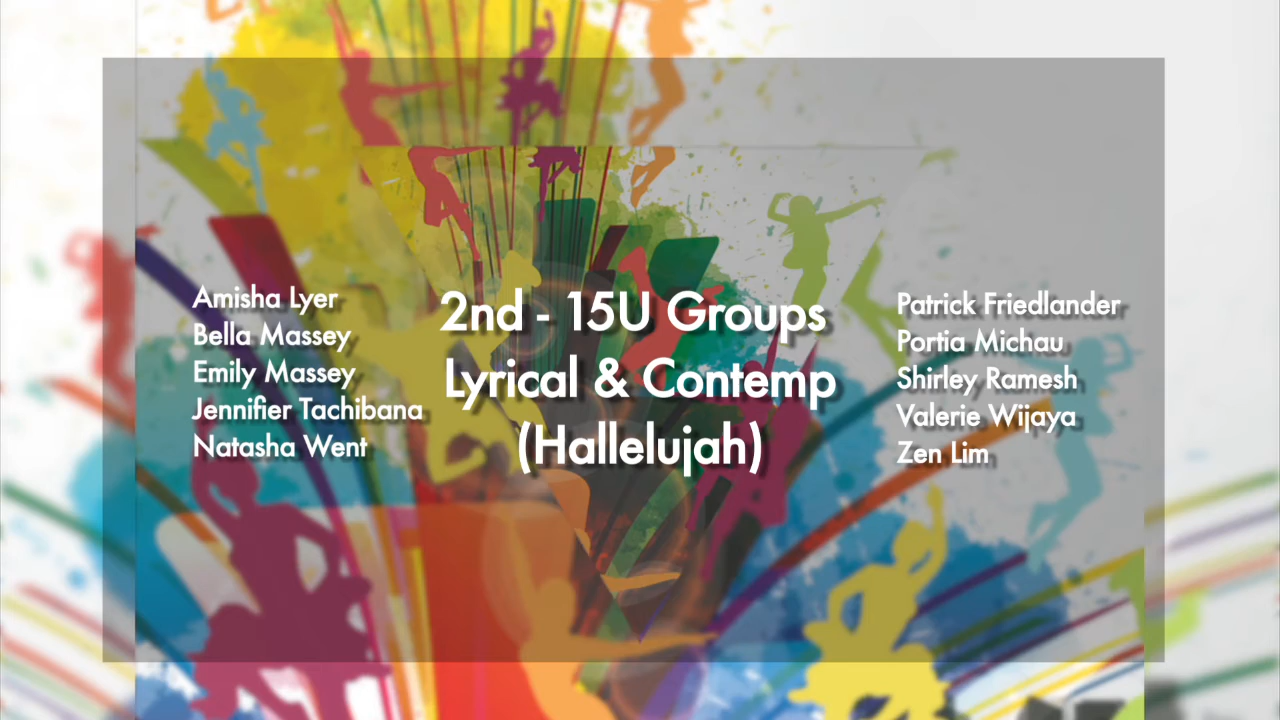 Amisha Lyer
Bella Massey
Emily Massey
Jennifier Tachibana
Natasha Went
2nd - 15U Groups
Lyrical & Contemp
(Hallelujah)
Patrick Friedlander
Portia Michau
Shirley Ramesh
Valerie Wijaya
Zen Lim